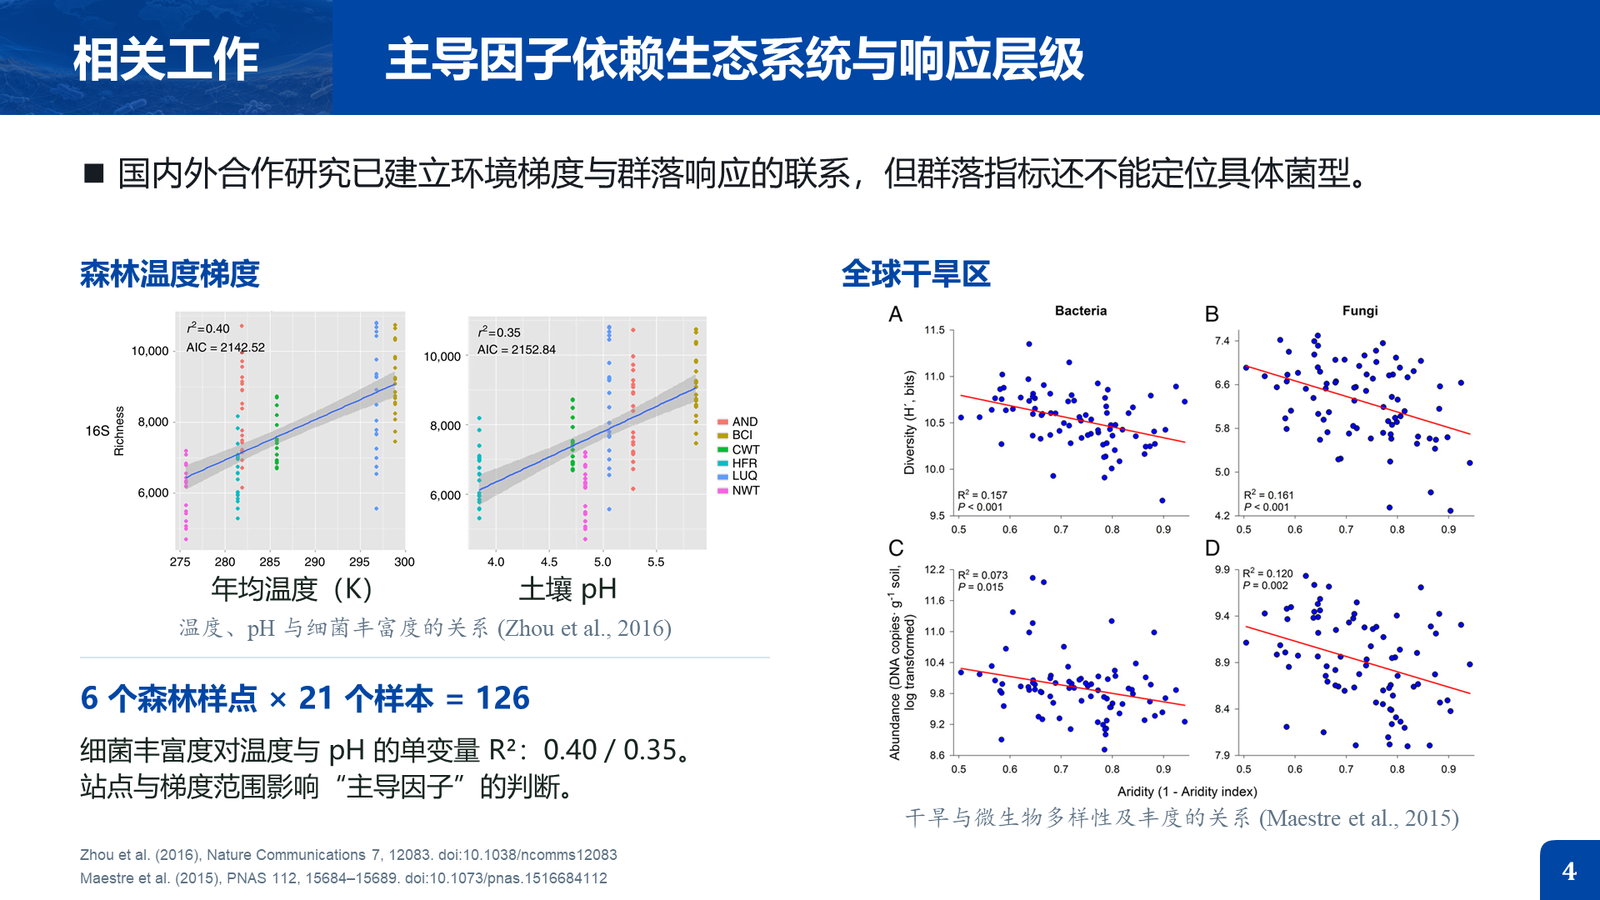 相关工作
主导因子依赖生态系统与响应层级
■ 国内外合作研究已建立环境梯度与群落响应的联系，但群落指标还不能定位具体菌型。
森林温度梯度
r²=0.40
AIC = 2142.52
10,000
8,000
6,000
16S
Richness
275 280 285 290 295 300
年均温度（K）
r²=0.35
AIC = 2152.84
10,000
8,000
6,000
4.0 4.5 5.0 5.5
土壤 pH
AND
BCI
CWT
HFR
LUQ
NWT
温度、pH 与细菌丰富度的关系 (Zhou et al., 2016)
6 个森林样点 × 21 个样本 = 126
细菌丰富度对温度与 pH 的单变量 R²：0.40 / 0.35。
站点与梯度范围影响“主导因子”的判断。
全球干旱区
A
Bacteria
Diversity (H´, bits)
11.5
11.0
10.5
10.0
9.5
R² = 0.157
P < 0.001
0.5 0.6 0.7 0.8 0.9
B
Fungi
7.4
6.6
5.8
5.0
4.2
R² = 0.161
P < 0.001
0.5 0.6 0.7 0.8 0.9
C
Abundance (DNA copies· g⁻¹ soil,
log transformed)
12.2
11.6
11.0
10.4
9.8
9.2
8.6
R² = 0.073
P = 0.015
0.5 0.6 0.7 0.8 0.9
D
9.9
9.4
8.9
8.4
7.9
R² = 0.120
P = 0.002
0.5 0.6 0.7 0.8 0.9
Aridity (1 - Aridity index)
干旱与微生物多样性及丰度的关系 (Maestre et al., 2015)
Zhou et al. (2016), Nature Communications 7, 12083. doi:10.1038/ncomms12083
Maestre et al. (2015), PNAS 112, 15684–15689. doi:10.1073/pnas.1516684112
4